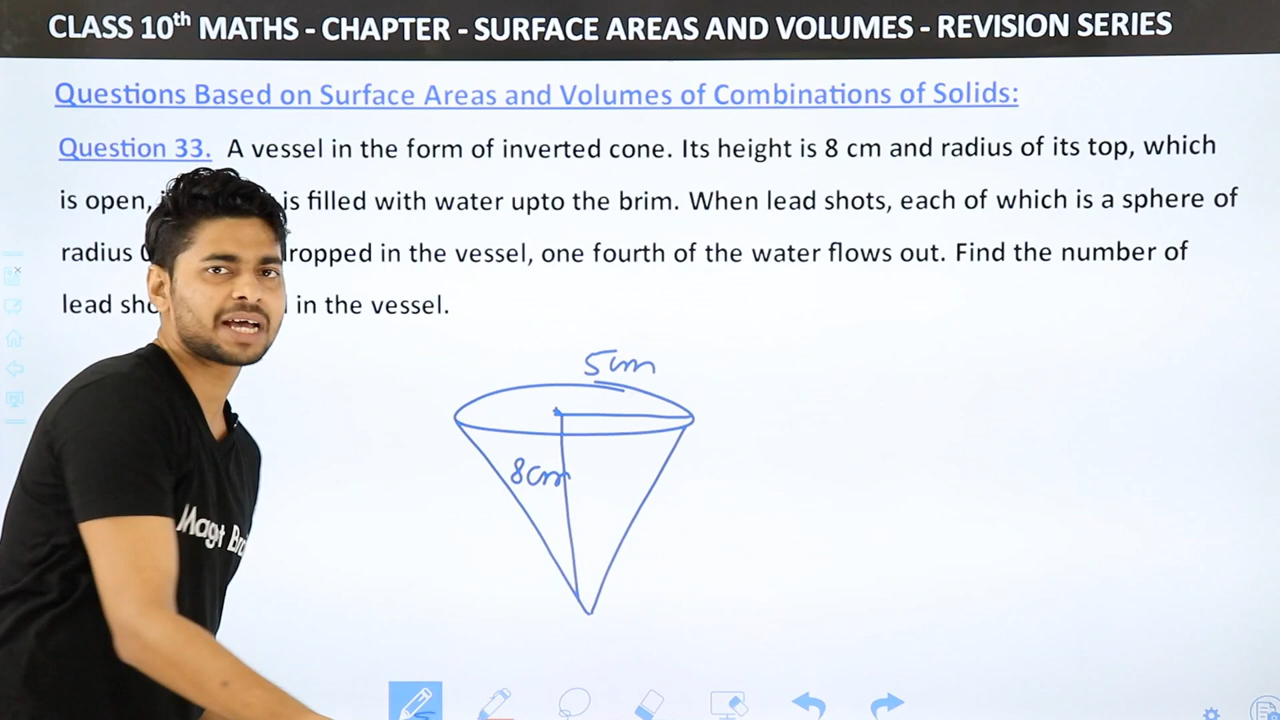 CLASS 10th MATHS - CHAPTER - SURFACE AREAS AND VOLUMES - REVISION SERIES
Questions Based on Surface Areas and Volumes of Combinations of Solids:
Question 33. A vessel in the form of inverted cone. Its height is 8 cm and radius of its top, which
is open, is filled with water upto the brim. When lead shots, each of which is a sphere of
radius dropped in the vessel, one fourth of the water flows out. Find the number of
lead in the vessel.
5cm
8cm
Magnet